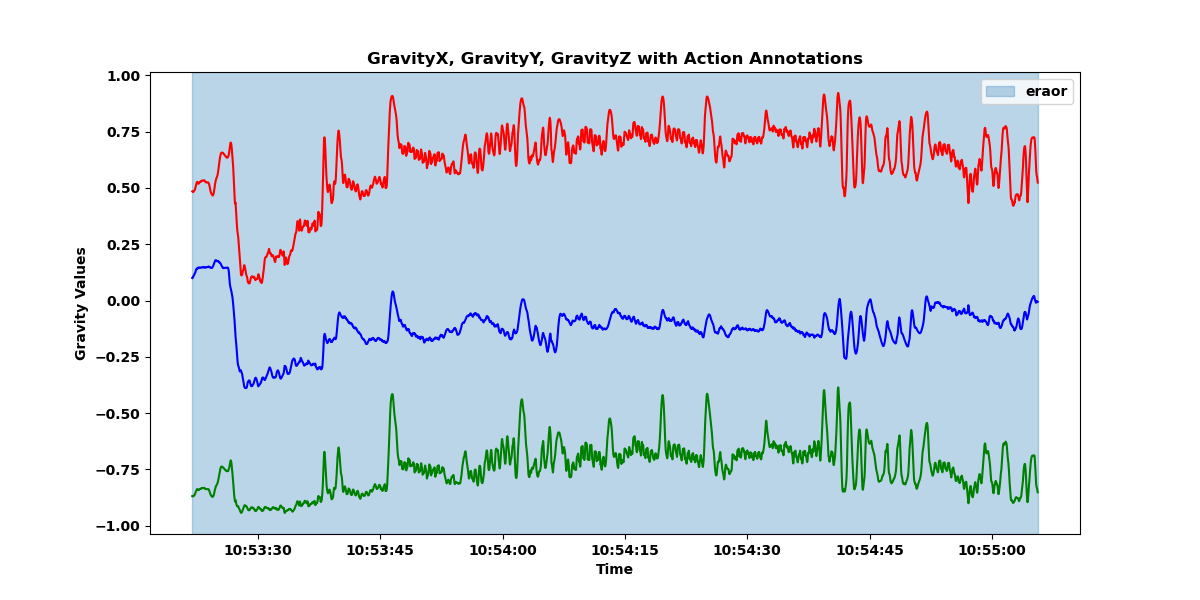 GravityX, GravityY, GravityZ with Action Annotations
eraor
1.00
0.75
0.50
0.25
0.00
−0.25
−0.50
−0.75
−1.00
Gravity Values
10:53:30 10:53:45 10:54:00 10:54:15 10:54:30 10:54:45 10:55:00
Time